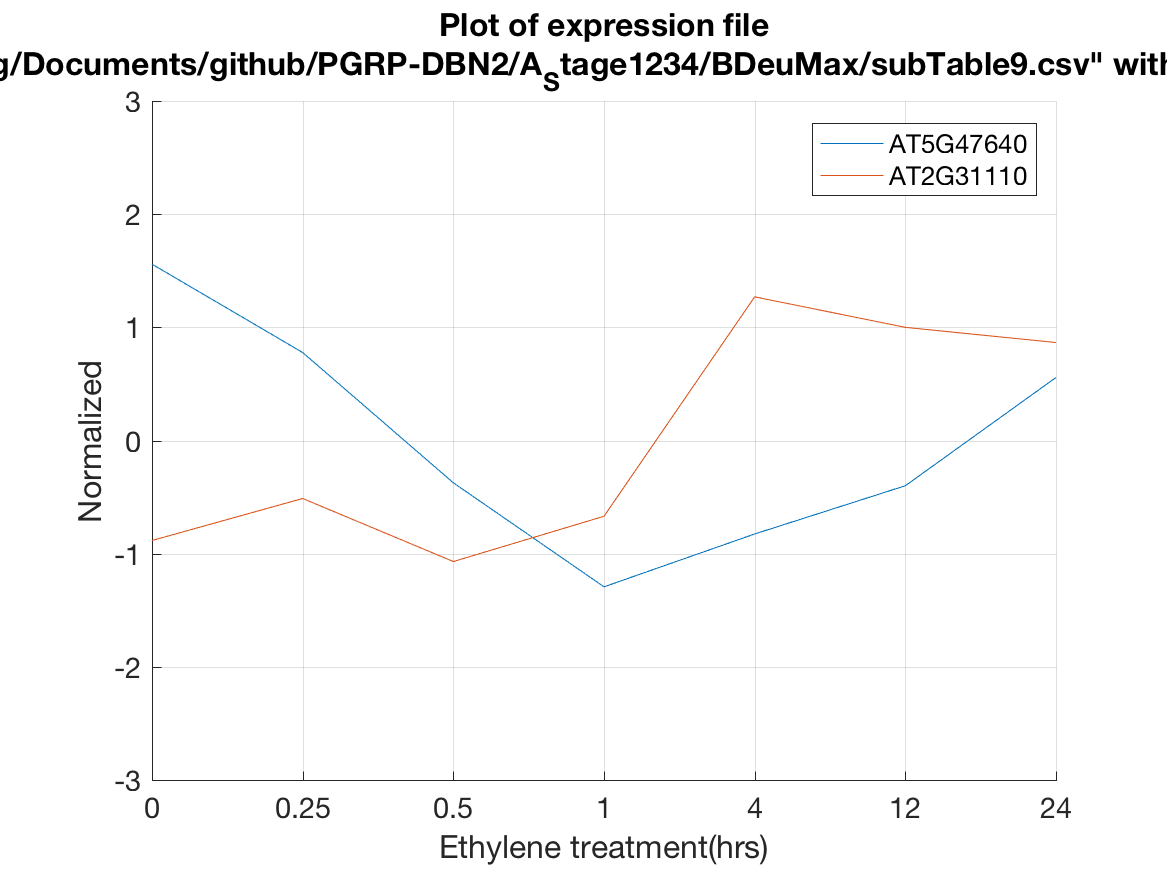 Plot of expression file
g/Documents/github/PGRP-DBN2/AStage1234/BDeuMax/subTable9.csv" with
3
AT5G47640
AT2G31110
2
1
0
-1
-2
-3
Normalized
0 0.25 0.5 1 4 12 24
Ethylene treatment(hrs)